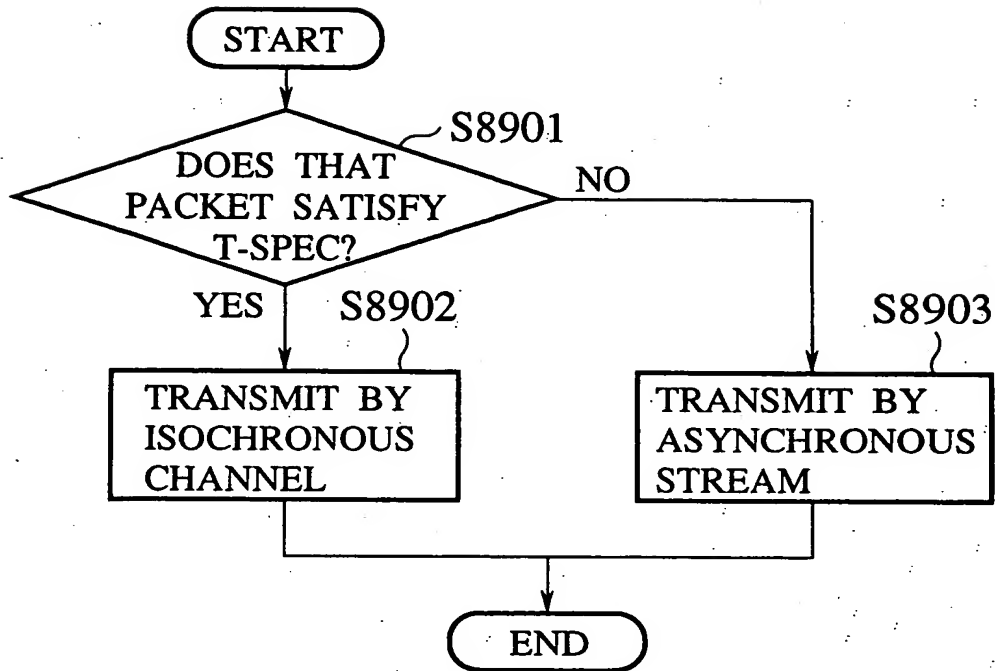 START
S8901
DOES THAT
PACKET SATISFY
T-SPEC?
NO
YES
S8902
S8903
TRANSMIT BY
ISOCHRONOUS
CHANNEL
TRANSMIT BY
ASYNCHRONOUS
STREAM
END